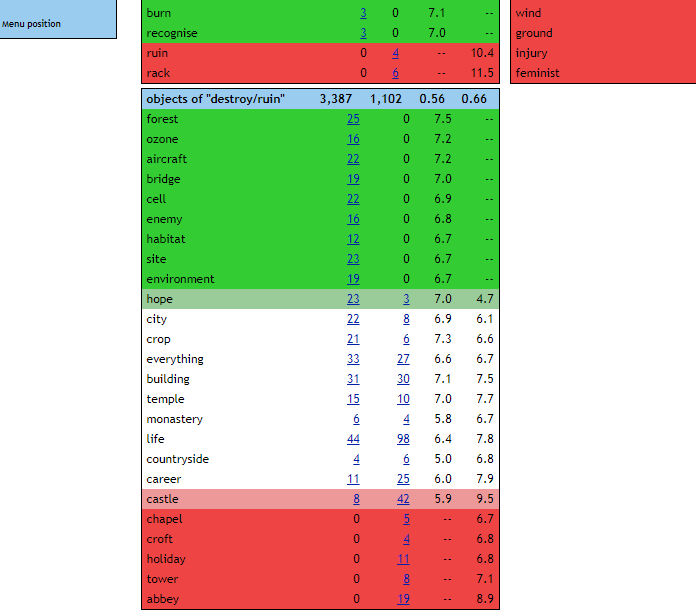 Menu position
burn 3 0 7.1 --
recognise 3 0 7.0 --
ruin 0 4 -- 10.4
rack 0 6 -- 11.5
wind
ground
injury
feminist
objects of "destroy/ruin" 3,387 1,102 0.56 0.66
forest 25 0 7.5 --
ozone 16 0 7.2 --
aircraft 22 0 7.2 --
bridge 19 0 7.0 --
cell 22 0 6.9 --
enemy 16 0 6.8 --
habitat 12 0 6.7 --
site 23 0 6.7 --
environment 19 0 6.7 --
hope 23 3 7.0 4.7
city 22 8 6.9 6.1
crop 21 6 7.3 6.6
everything 33 27 6.6 6.7
building 31 30 7.1 7.5
temple 15 10 7.0 7.7
monastery 6 4 5.8 6.7
life 44 98 6.4 7.8
countryside 4 6 5.0 6.8
career 11 25 6.0 7.9
castle 8 42 5.9 9.5
chapel 0 5 -- 6.7
croft 0 4 -- 6.8
holiday 0 11 -- 6.8
tower 0 8 -- 7.1
abbey 0 19 -- 8.9